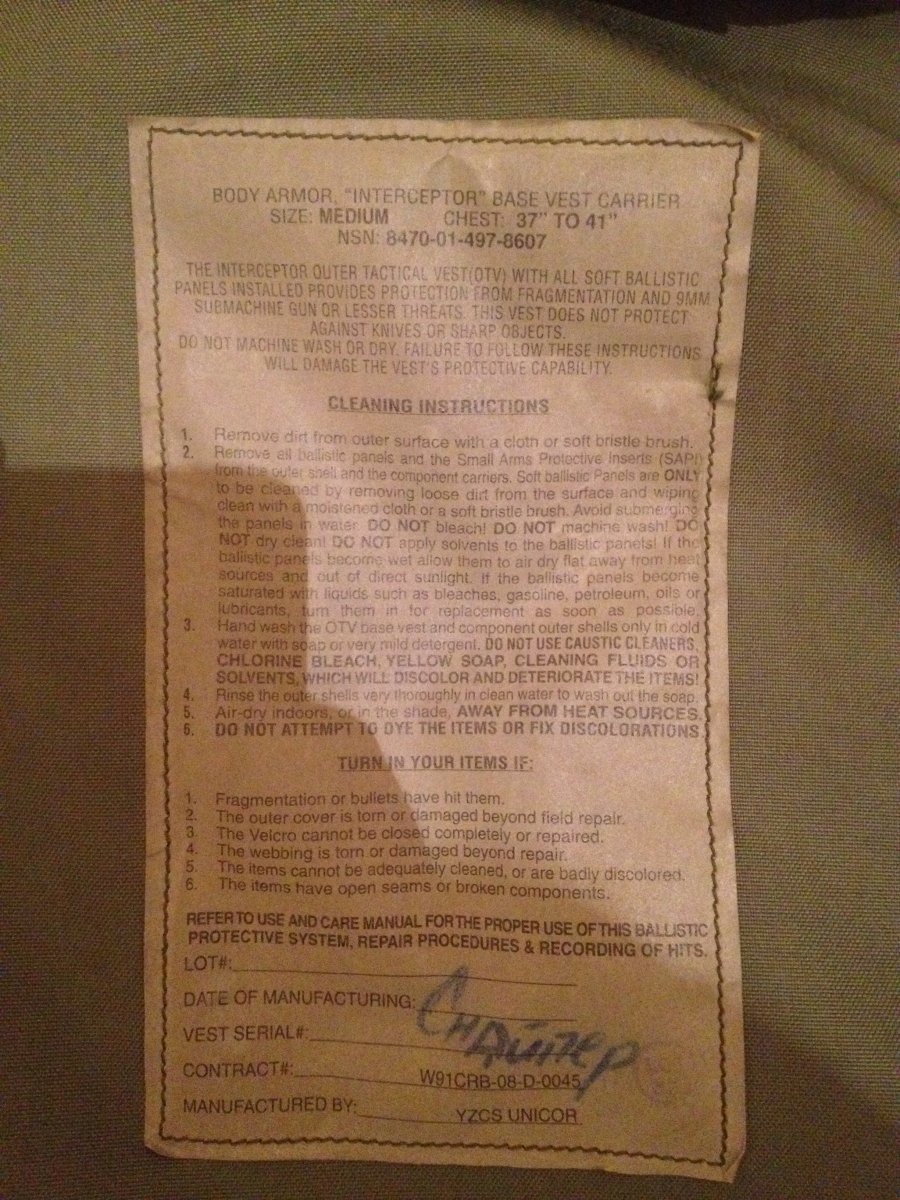 BODY ARMOR, "INTERCEPTOR" BASE VEST CARRIER
SIZE: MEDIUM CHEST: 37" TO 41"
NSN: 8470-01-497-8607
THE INTERCEPTOR OUTER TACTICAL VEST(OTV) WITH ALL SOFT BALLISTIC
PANELS INSTALLED PROVIDES PROTECTION FROM FRAGMENTATION AND 9MM
SUBMACHINE GUN OR LESSER THREATS. THIS VEST DOES NOT PROTECT
AGAINST KNIVES OR SHARP OBJECTS.
DO NOT MACHINE WASH OR DRY. FAILURE TO FOLLOW THESE INSTRUCTIONS
WILL DAMAGE THE VEST'S PROTECTIVE CAPABILITY.
CLEANING INSTRUCTIONS
1. Remove dirt from outer surface with a cloth or soft bristle brush.
2. Remove all ballistic panels and the Small Arms Protective Inserts (SAPI)
from the outer shell and the component carriers. Soft ballistic Panels are ONLY
to be cleaned by removing loose dirt from the surface and wiping
clean with a moistened cloth or a soft bristle brush. Avoid submerging
the panels in water. DO NOT bleach! DO NOT machine wash! DO
NOT dry clean! DO NOT apply solvents to the ballistic panels! If the
ballistic panels become wet allow them to air dry flat away from heat
sources and out of direct sunlight. If the ballistic panels become
saturated with liquids such as bleaches, gasoline, petroleum, oils or
lubricants, turn them in for replacement as soon as possible.
3. Hand wash the OTV base vest and component outer shells only in cold
water with soap or very mild detergent. DO NOT USE CAUSTIC CLEANERS,
CHLORINE BLEACH, YELLOW SOAP, CLEANING FLUIDS OR
SOLVENTS, WHICH WILL DISCOLOR AND DETERIORATE THE ITEMS!
4. Rinse the outer shells very thoroughly in clean water to wash out the soap.
5. Air-dry indoors, or in the shade, AWAY FROM HEAT SOURCES.
6. DO NOT ATTEMPT TO DYE THE ITEMS OR FIX DISCOLORATIONS.
TURN IN YOUR ITEMS IF:
1. Fragmentation or bullets have hit them.
2. The outer cover is torn or damaged beyond field repair.
3. The Velcro cannot be closed completely or repaired.
4. The webbing is torn or damaged beyond repair.
5. The items cannot be adequately cleaned, or are badly discolored.
6. The items have open seams or broken components.
REFER TO USE AND CARE MANUAL FOR THE PROPER USE OF THIS BALLISTIC
PROTECTIVE SYSTEM, REPAIR PROCEDURES & RECORDING OF HITS.
LOT#:
DATE OF MANUFACTURING:
Снайпер
VEST SERIAL#:
CONTRACT#: W91CRB-08-D-0045
MANUFACTURED BY: YZCS UNICOR